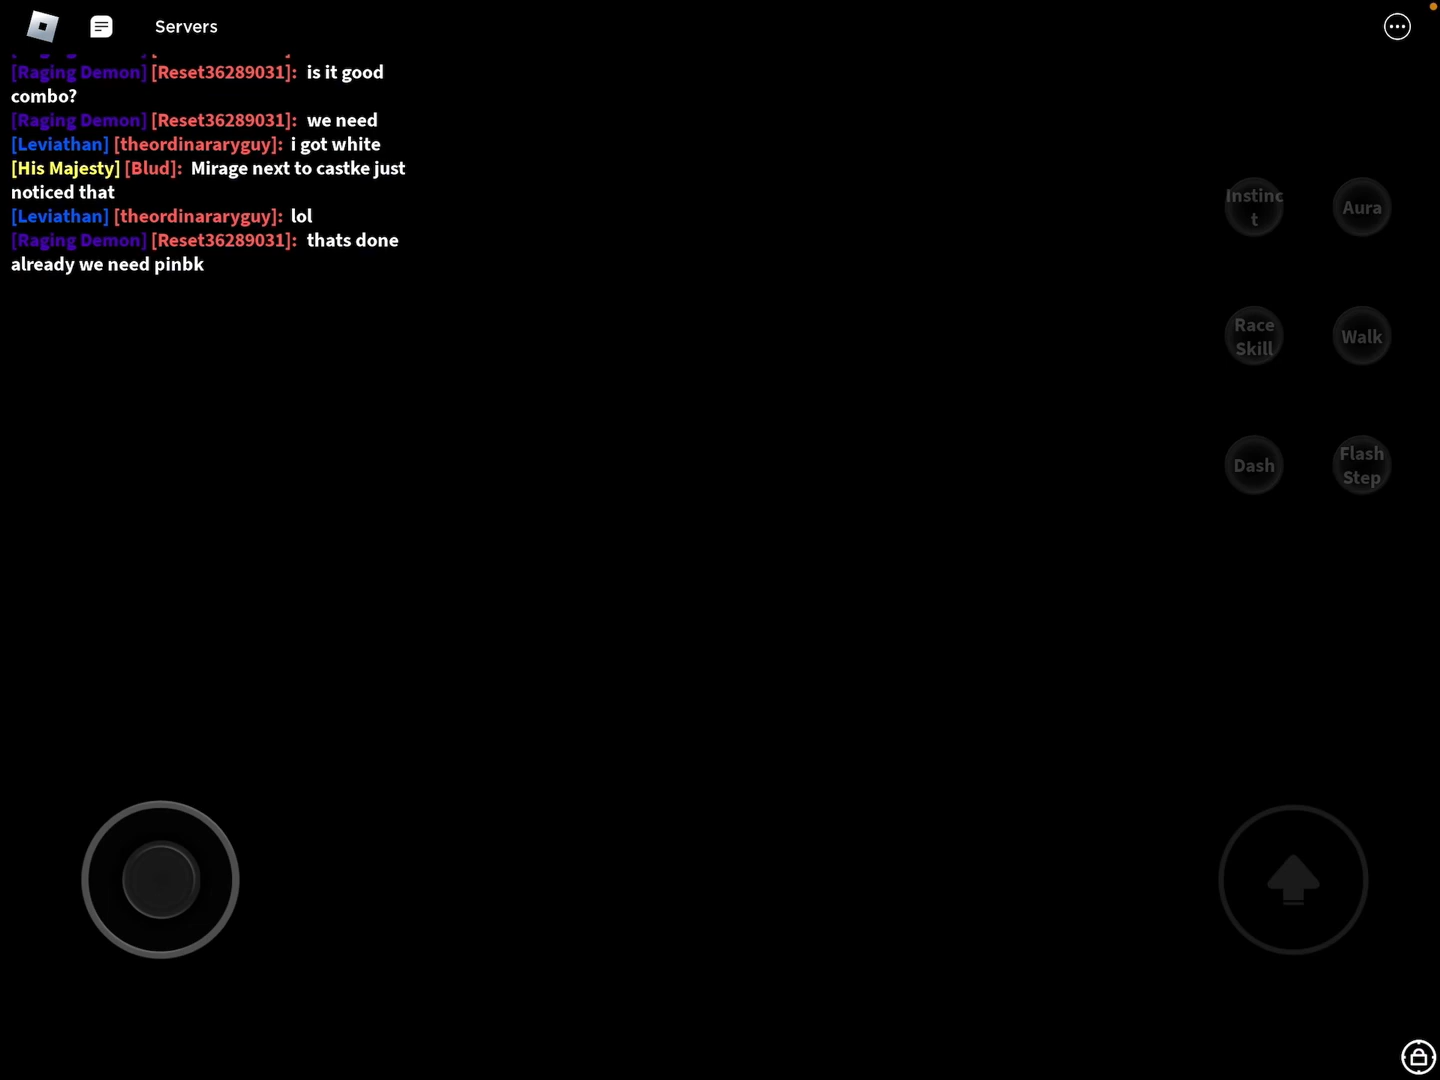 Servers
[Raging Demon] [Reset36289031]: is it good
combo?
[Raging Demon] [Reset36289031]: we need
[Leviathan] [theordinararyguy]: i got white
[His Majesty] [Blud]: Mirage next to castke just
noticed that
[Leviathan] [theordinararyguy]: lol
[Raging Demon] [Reset36289031]: thats done
already we need pinbk
Instinc
t
Aura
Race
Skill
Walk
Dash
Flash
Step